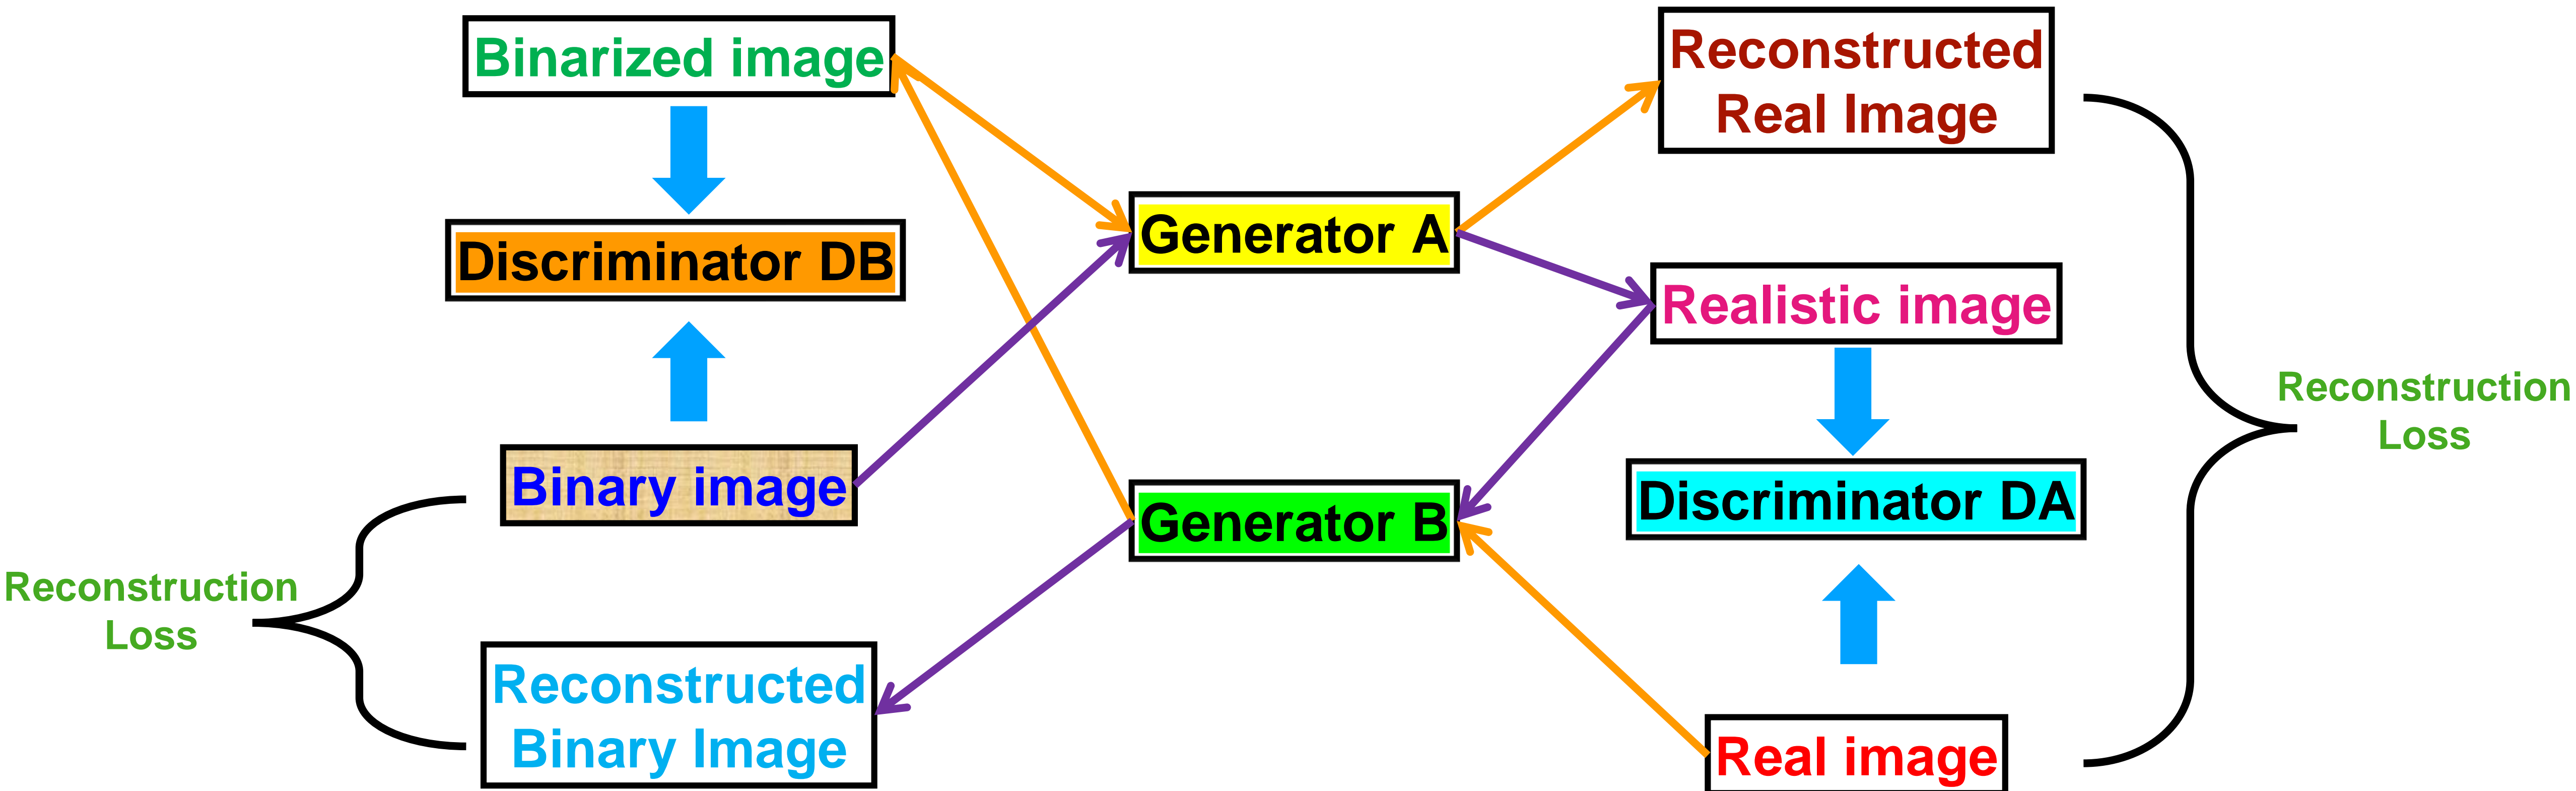 Binarized image
Discriminator DB
Binary image
Reconstruction
Loss
Reconstructed
Binary Image
Generator A
Generator B
Reconstructed
Real Image
Realistic image
Discriminator DA
Real image
Reconstruction
Loss